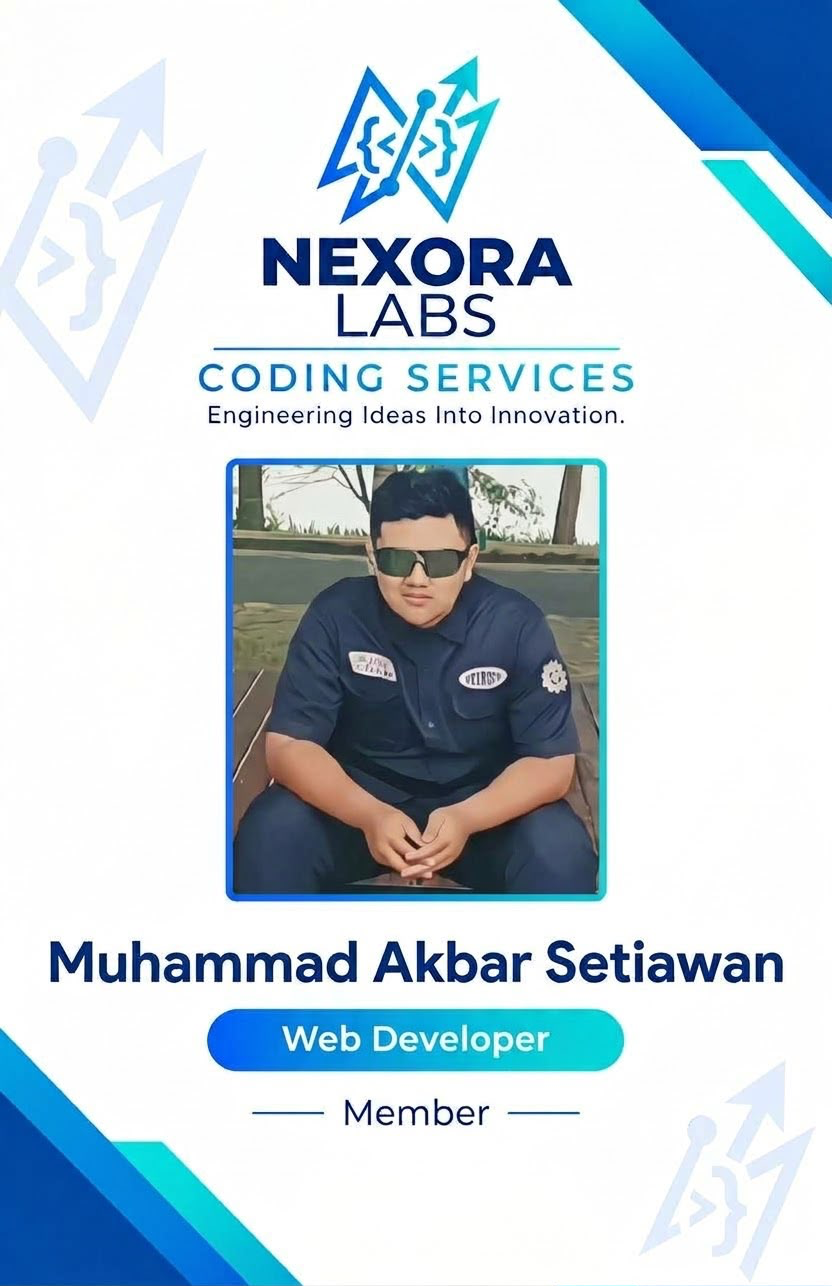 NEXORA
LABS
CODING SERVICES
Engineering Ideas Into Innovation.
Muhammad Akbar Setiawan
Web Developer
Member